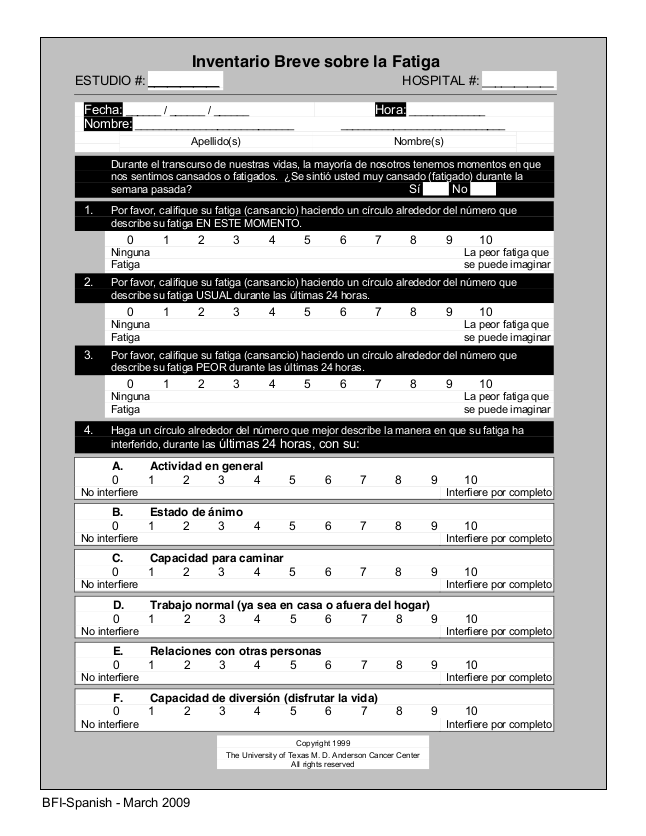 Inventario Breve sobre la Fatiga
ESTUDIO #: ___________ HOSPITAL #: ___________
Fecha: _____ / _____ / _____ Hora: ____________
Nombre: _________________________ _________________________
Apellido(s) Nombre(s)
Durante el transcurso de nuestras vidas, la mayoría de nosotros tenemos momentos en que
nos sentimos cansados o fatigados. ¿Se sintió usted muy cansado (fatigado) durante la
semana pasada? Sí No
1. Por favor, califique su fatiga (cansancio) haciendo un círculo alrededor del número que
describe su fatiga EN ESTE MOMENTO.
0 1 2 3 4 5 6 7 8 9 10
Ninguna La peor fatiga que
Fatiga se puede imaginar
2. Por favor, califique su fatiga (cansancio) haciendo un círculo alrededor del número que
describe su fatiga USUAL durante las últimas 24 horas.
0 1 2 3 4 5 6 7 8 9 10
Ninguna La peor fatiga que
Fatiga se puede imaginar
3. Por favor, califique su fatiga (cansancio) haciendo un círculo alrededor del número que
describe su fatiga PEOR durante las últimas 24 horas.
0 1 2 3 4 5 6 7 8 9 10
Ninguna La peor fatiga que
Fatiga se puede imaginar
4. Haga un círculo alrededor del número que mejor describe la manera en que su fatiga ha
interferido, durante las últimas 24 horas, con su:
A. Actividad en general
0 1 2 3 4 5 6 7 8 9 10
No interfiere Interfiere por completo
B. Estado de ánimo
0 1 2 3 4 5 6 7 8 9 10
No interfiere Interfiere por completo
C. Capacidad para caminar
0 1 2 3 4 5 6 7 8 9 10
No interfiere Interfiere por completo
D. Trabajo normal (ya sea en casa o afuera del hogar)
0 1 2 3 4 5 6 7 8 9 10
No interfiere Interfiere por completo
E. Relaciones con otras personas
0 1 2 3 4 5 6 7 8 9 10
No interfiere Interfiere por completo
F. Capacidad de diversión (disfrutar la vida)
0 1 2 3 4 5 6 7 8 9 10
No interfiere Interfiere por completo
Copyright 1999
The University of Texas M. D. Anderson Cancer Center
All rights reserved
BFI-Spanish - March 2009